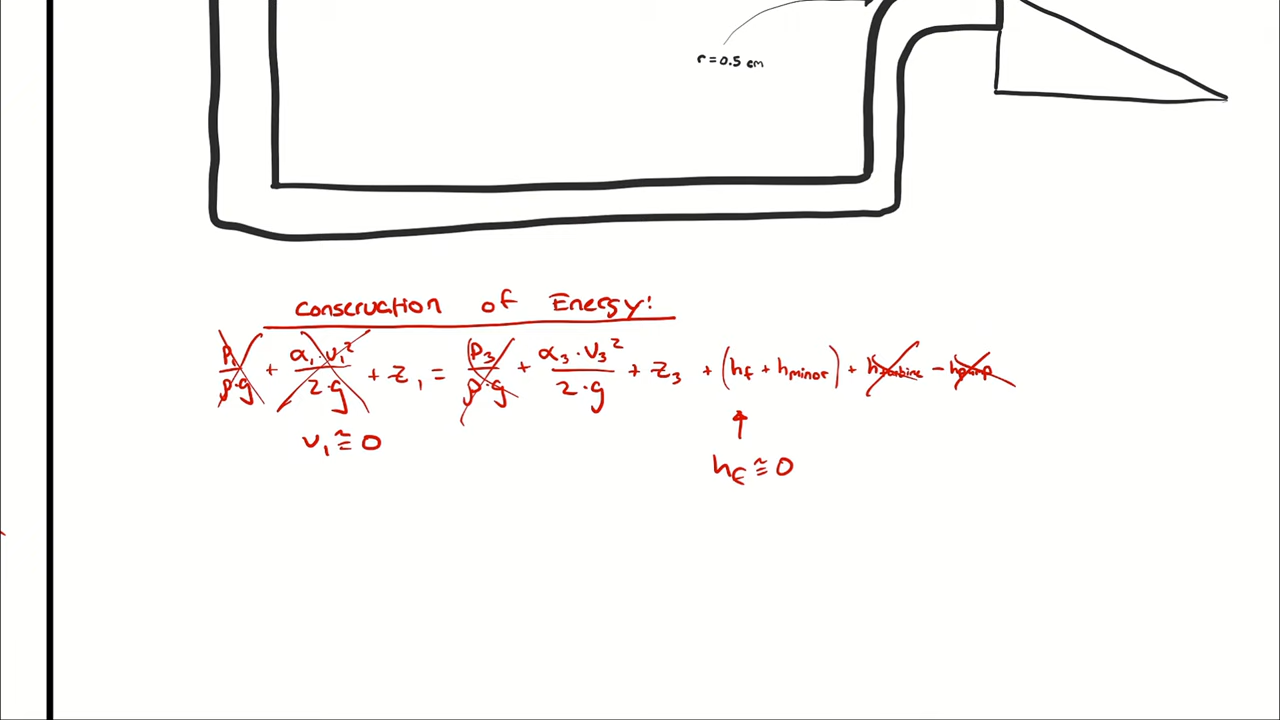 r = 0.5 cm
Conservation of Energy:
P₁/ρ·g + α₁·v₁²/2·g + z₁ = P₃/ρ·g + α₃·v₃²/2·g + z₃ + (hf + hminor) + hturbine − hpump
v₁ ≅ 0
hf ≅ 0